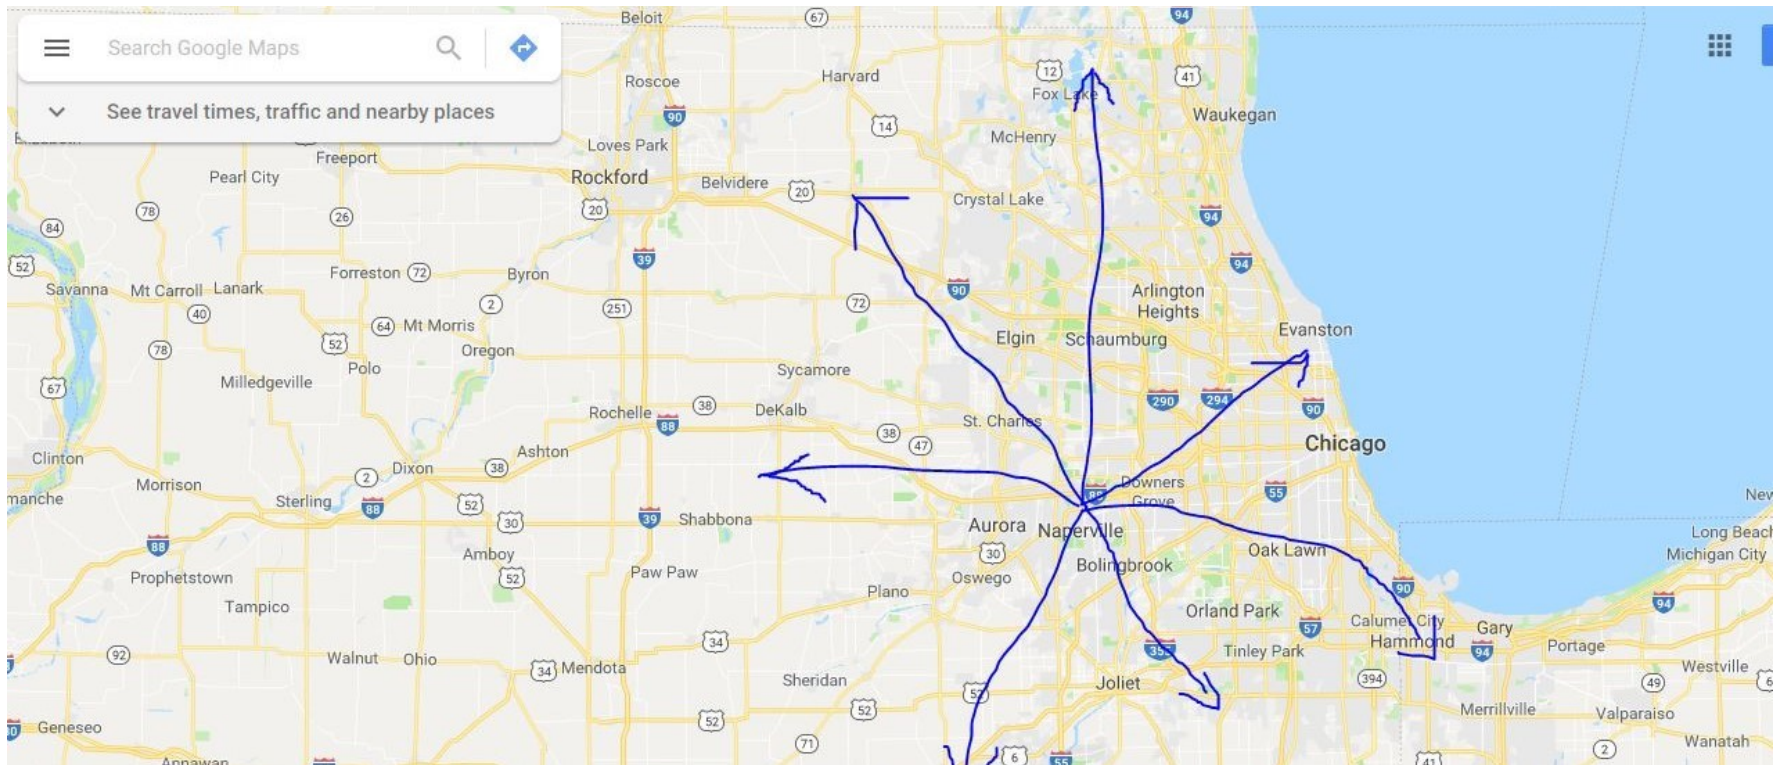 Beloit
67
94
Search Google Maps
12
41
Harvard
Roscoe
Fox Lake
See travel times, traffic and nearby places
90
Waukegan
14
McHenry
Loves Park
Freeport
Pearl City
Rockford
Belvidere
20
Crystal Lake
78
26
20
94
84
52
39
94
Forreston
72
Byron
Savanna
Mt Carroll
Lanark
90
Arlington
Heights
2
251
72
40
64
Mt Morris
Evanston
52
Elgin
Schaumburg
78
Oregon
Polo
Sycamore
67
Milledgeville
290
294
Rochelle
38
DeKalb
90
88
St. Charles
38
47
Chicago
Clinton
Ashton
Dixon
38
2
Morrison
Downers
Grove
88
55
Sterling
88
52
30
39
Shabbona
Aurora
Naperville
Long Beach
88
Amboy
30
Oak Lawn
Michigan City
Prophetstown
52
Paw Paw
Oswego
Bolingbrook
90
Plano
94
Tampico
Orland Park
57
Calumet City
Gary
34
Hammond
92
Walnut
Ohio
34
Mendota
355
Tinley Park
94
Portage
Westville
Sheridan
52
Joliet
394
49
52
52
Merrillville
Valparaiso
Geneseo
71
6
55
2
Wanatah
41
Annawan